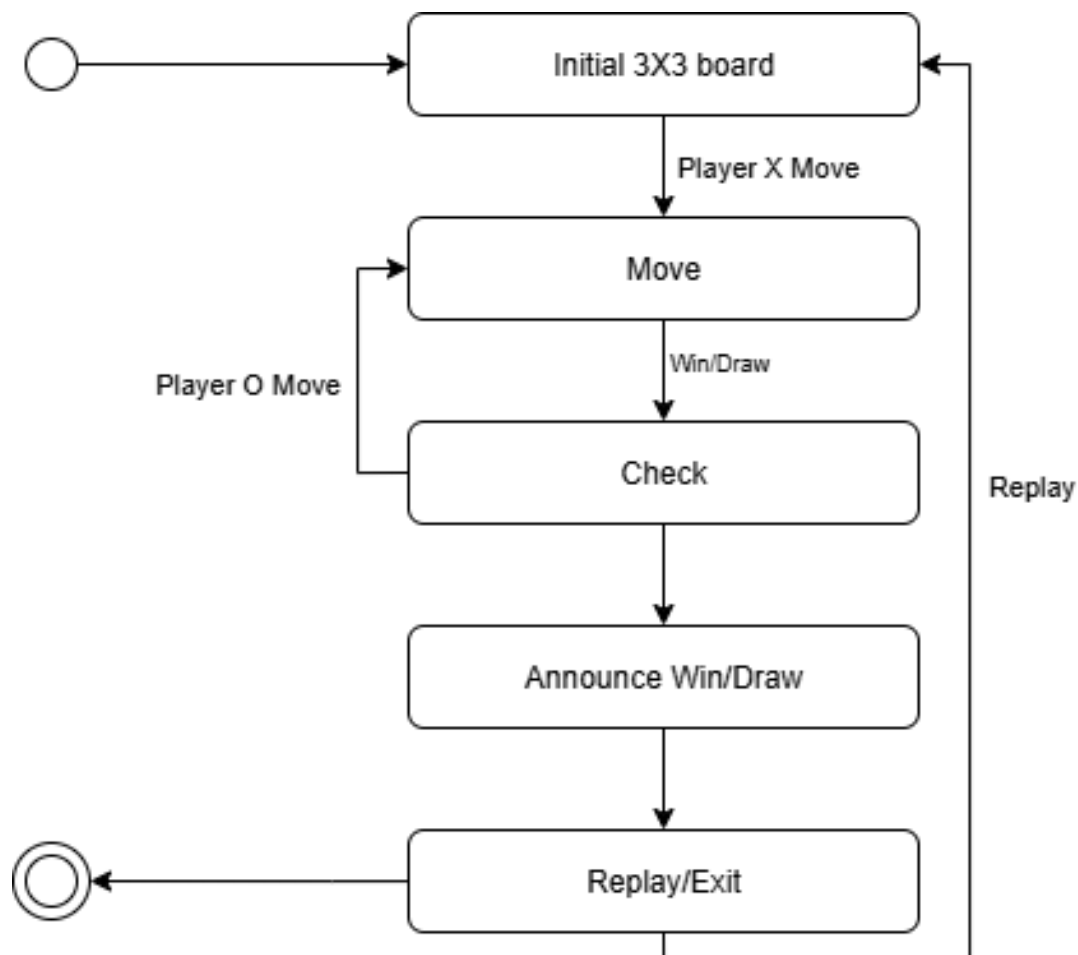 Initial 3X3 board
Player X Move
Move
Win/Draw
Player O Move
Check
Replay
Announce Win/Draw
Replay/Exit